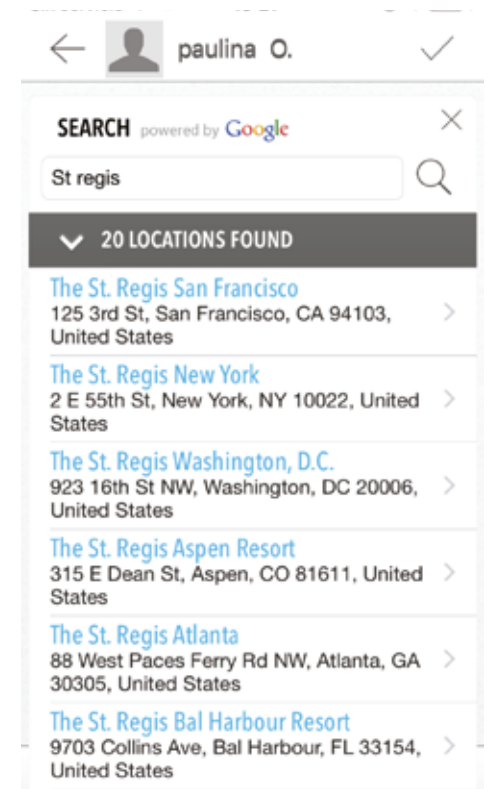 paulina O.
SEARCH powered by Google
St regis
20 LOCATIONS FOUND
The St. Regis San Francisco
125 3rd St, San Francisco, CA 94103,
United States
The St. Regis New York
2 E 55th St, New York, NY 10022, United
States
The St. Regis Washington, D.C.
923 16th St NW, Washington, DC 20006,
United States
The St. Regis Aspen Resort
315 E Dean St, Aspen, CO 81611, United
States
The St. Regis Atlanta
88 West Paces Ferry Rd NW, Atlanta, GA
30305, United States
The St. Regis Bal Harbour Resort
9703 Collins Ave, Bal Harbour, FL 33154,
United States